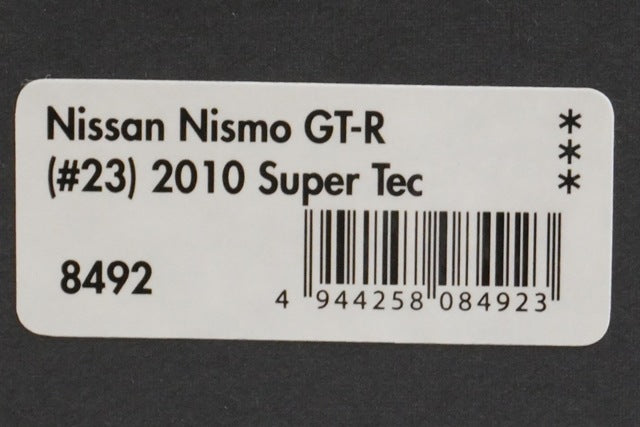 Nissan Nismo GT-R
(#23) 2010 Super Tec
***
8492
4 944258 084923